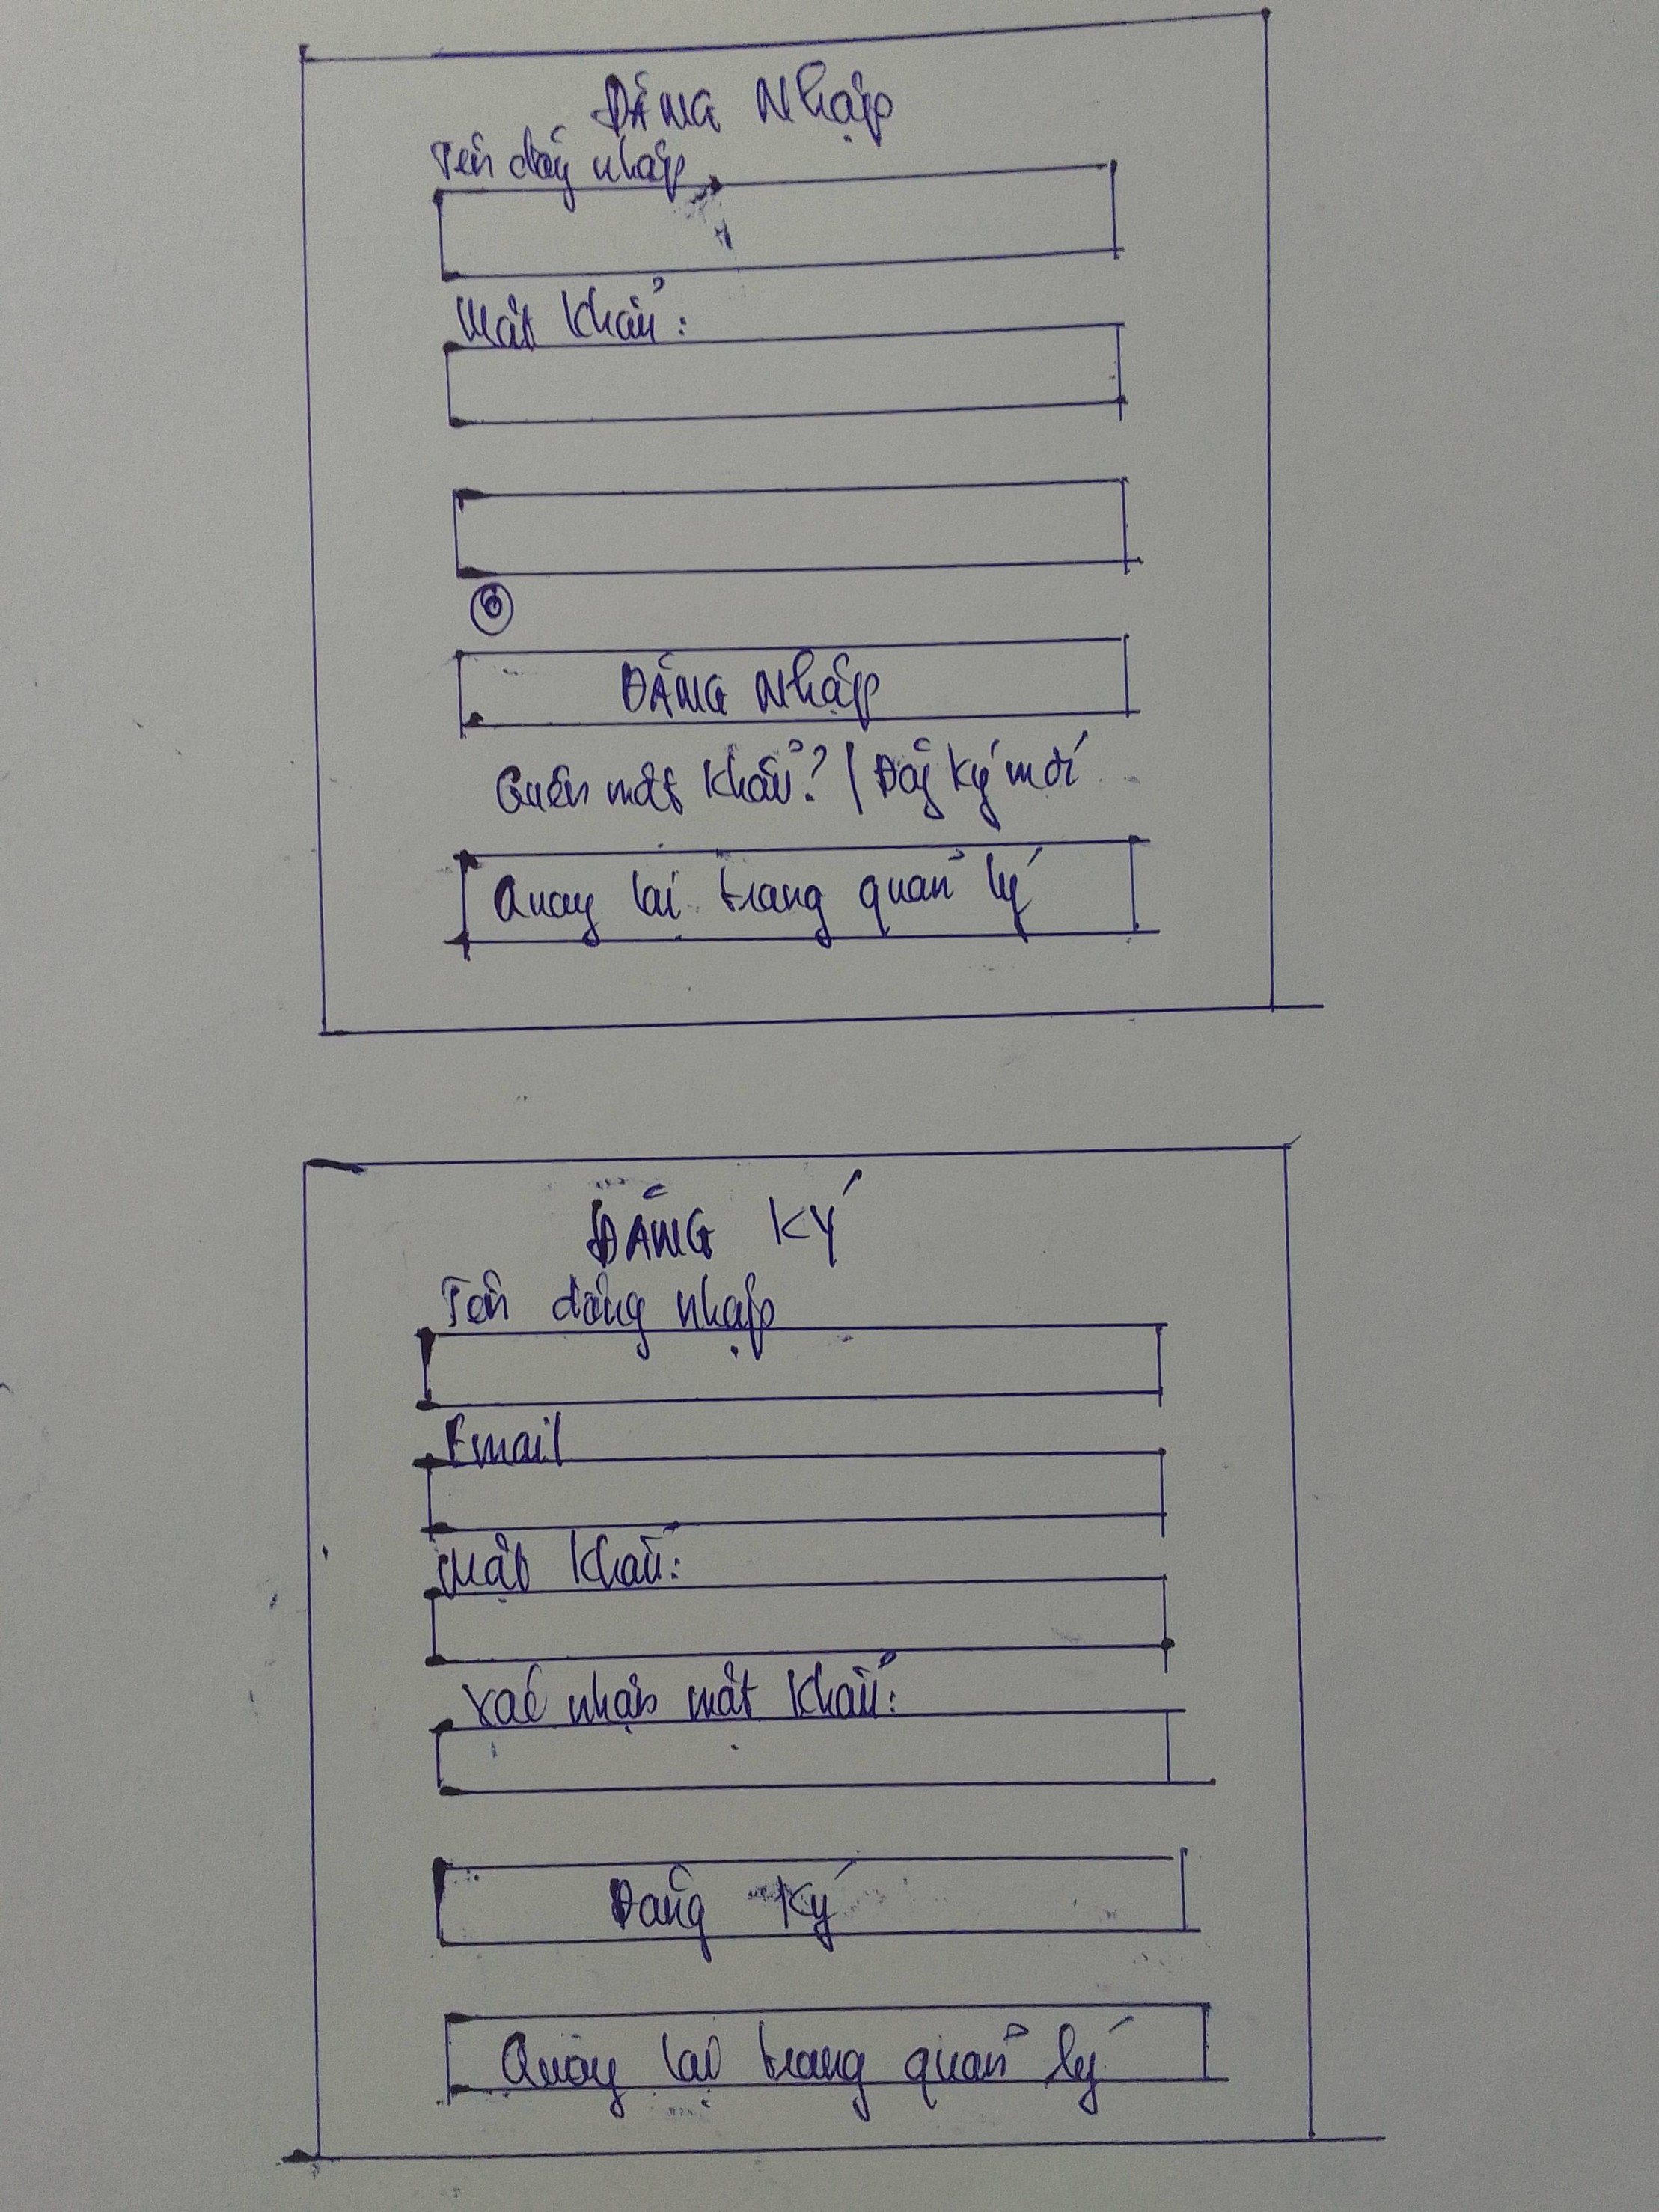 ĐĂNG Nhập
Tên đăng nhập
Mật khẩu:
ĐĂNG Nhập
Quên mật khẩu? | Đăng ký mới
Quay lại trang quản lý
ĐĂNG KÝ
Tên đăng nhập
Email
Mật khẩu:
Xác nhận mật khẩu:
Đăng ký
Quay lại trang quản lý